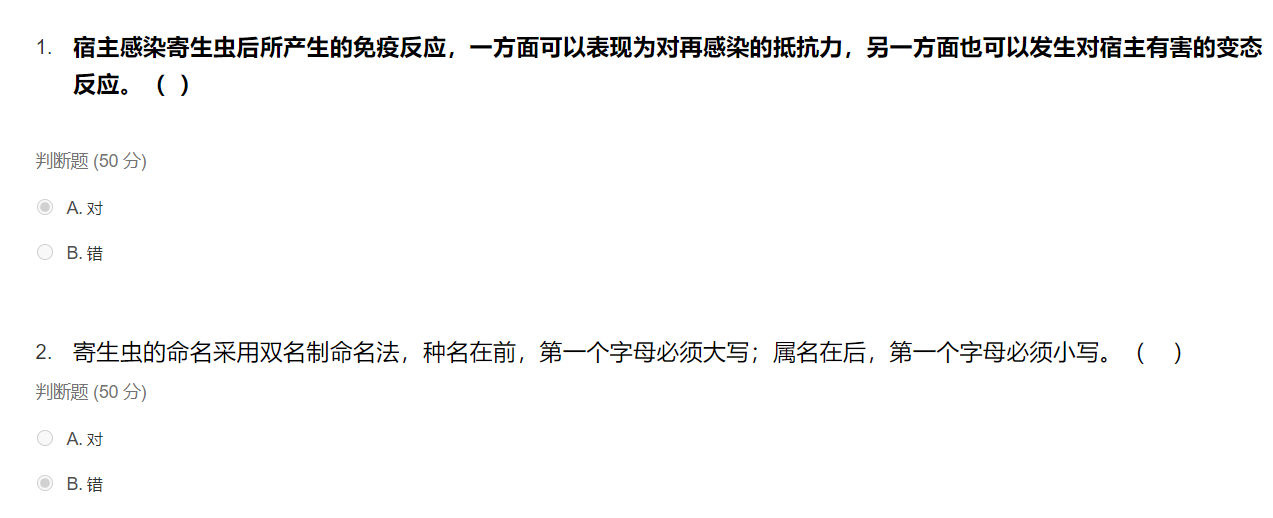 1. 宿主感染寄生虫后所产生的免疫反应，一方面可以表现为对再感染的抵抗力，另一方面也可以发生对宿主有害的变态
反应。（ ）
判断题 (50 分)
A. 对
B. 错
2. 寄生虫的命名采用双名制命名法，种名在前，第一个字母必须大写；属名在后，第一个字母必须小写。（ ）
判断题 (50 分)
A. 对
B. 错